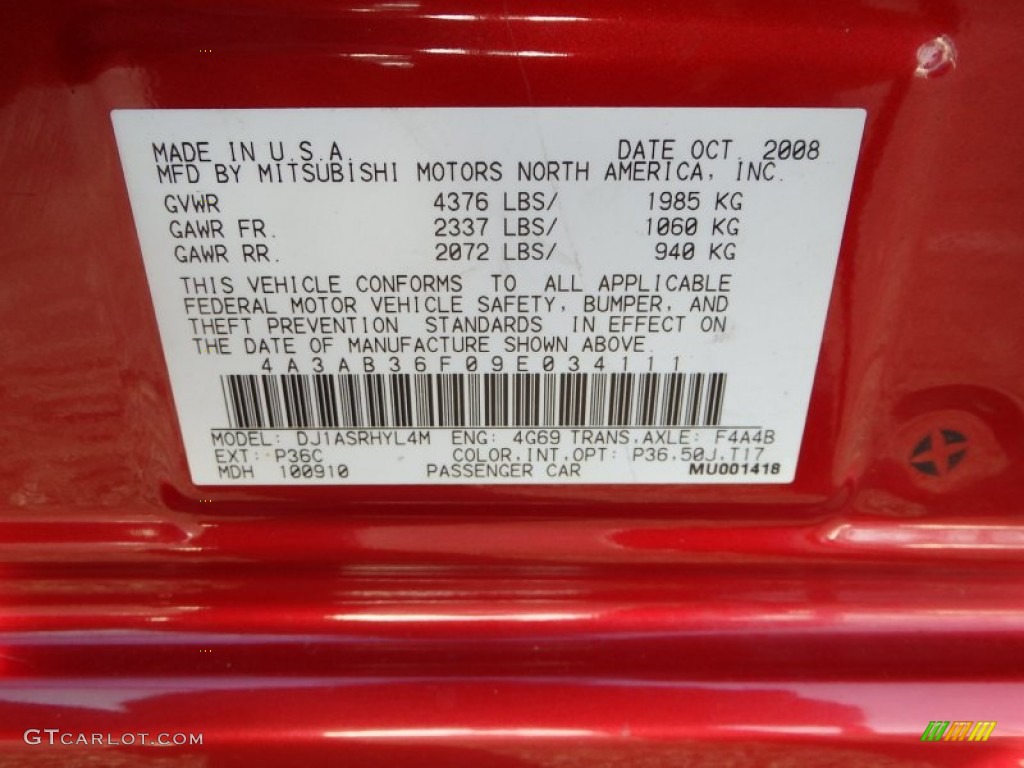 MADE IN U.S.A. DATE OCT. 2008
MFD BY MITSUBISHI MOTORS NORTH AMERICA, INC.
GVWR 4376 LBS/ 1985 KG
GAWR FR. 2337 LBS/ 1060 KG
GAWR RR. 2072 LBS/ 940 KG
THIS VEHICLE CONFORMS TO ALL APPLICABLE
FEDERAL MOTOR VEHICLE SAFETY, BUMPER, AND
THEFT PREVENTION STANDARDS IN EFFECT ON
THE DATE OF MANUFACTURE SHOWN ABOVE.
4A3AB36F09E034111
MODEL: DJ1ASRHYL4M ENG: 4G69 TRANS.AXLE: F4A4B
EXT: P36C COLOR.INT.OPT: P36.50J.T17
MDH 100910 PASSENGER CAR MU001418
GTCARLOT.COM